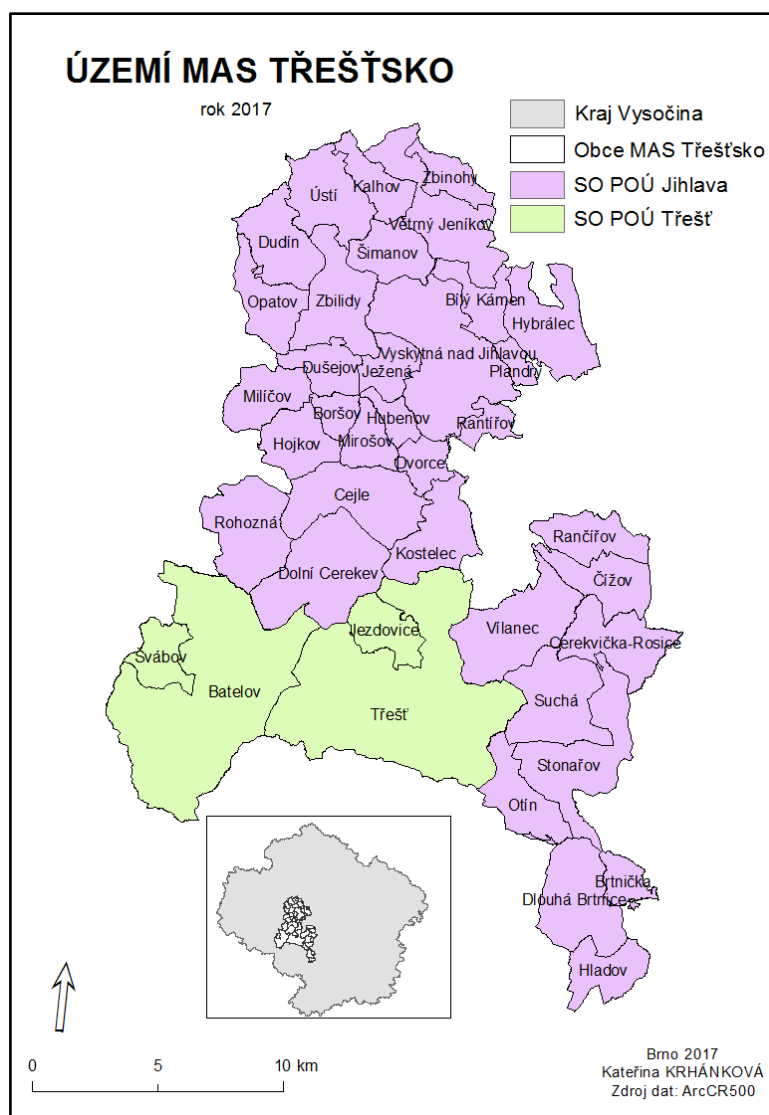 ÚZEMÍ MAS TŘEŠŤSKO
rok 2017
Kraj Vysočina
Obce MAS Třešťsko
SO POÚ Jihlava
SO POÚ Třešť
Zbinohy
Kalhov
Ústí
Větrný Jeníkov
Dudín
Šimanov
Opatov
Zbilidy
Bílý Kámen
Hybrálec
Vyskytná nad Jihlavou
Dušejov
Ježená
Plandry
Milíčov
Boršov
Hubenov
Rantířov
Hojkov
Mirošov
Dvorce
Cejle
Rohozná
Kostelec
Rančířov
Dolní Cerekev
Čížov
Jezdovice
Vílanec
Cerekvička-Rosice
Švábov
Batelov
Suchá
Třešť
Stonařov
Otín
Brtnička
Dlouhá Brtnice
Hladov
0 5 10 km
Brno 2017
Kateřina KRHÁNKOVÁ
Zdroj dat: ArcCR500